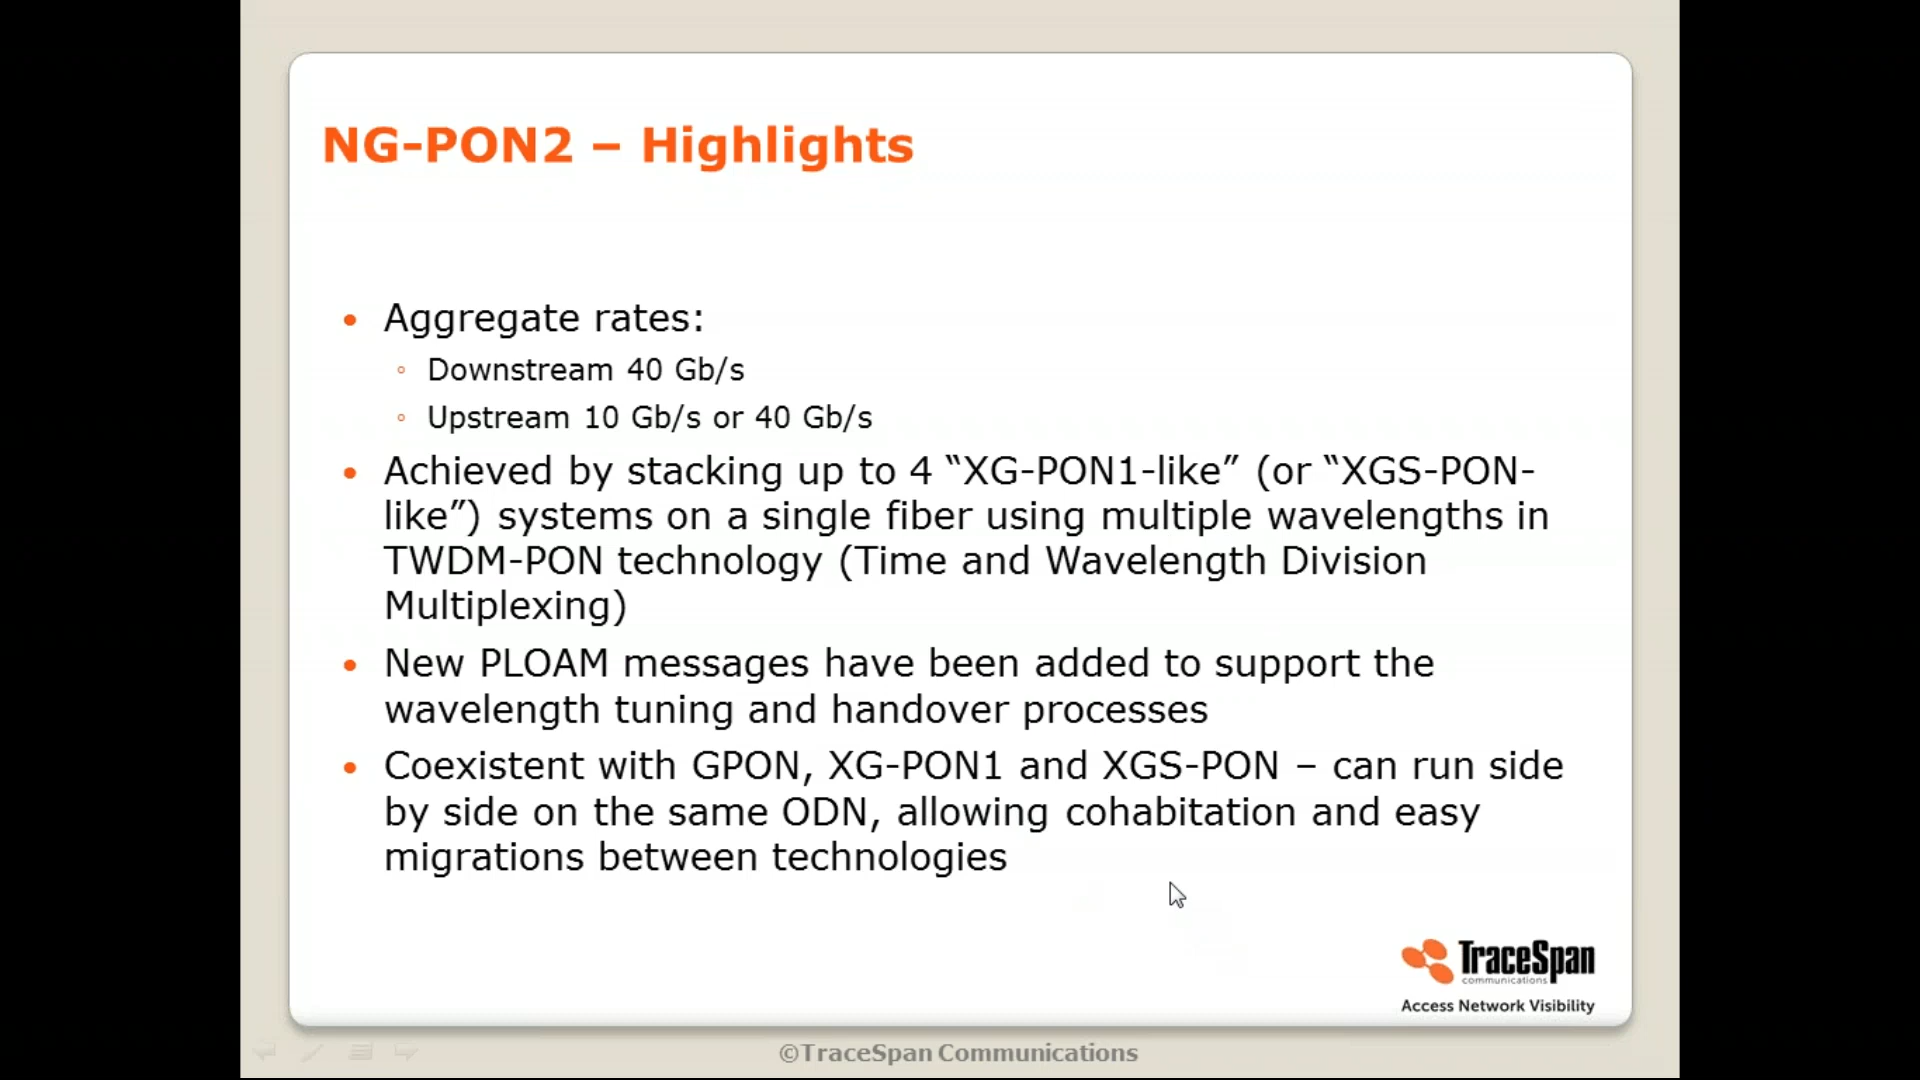 NG-PON2 – Highlights
• Aggregate rates:
◦ Downstream 40 Gb/s
◦ Upstream 10 Gb/s or 40 Gb/s
• Achieved by stacking up to 4 “XG-PON1-like” (or “XGS-PON-
like”) systems on a single fiber using multiple wavelengths in
TWDM-PON technology (Time and Wavelength Division
Multiplexing)
• New PLOAM messages have been added to support the
wavelength tuning and handover processes
• Coexistent with GPON, XG-PON1 and XGS-PON – can run side
by side on the same ODN, allowing cohabitation and easy
migrations between technologies
TraceSpan
communications
Access Network Visibility
©TraceSpan Communications